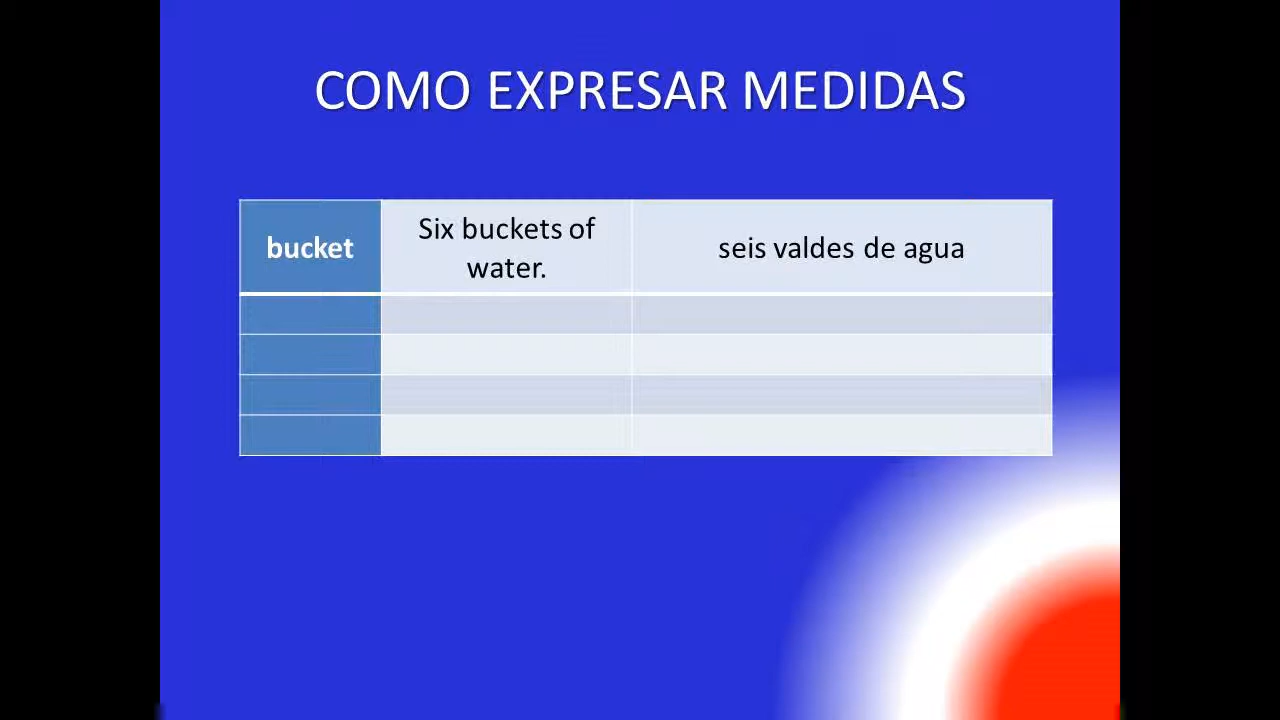 COMO EXPRESAR MEDIDAS
bucket
Six buckets of
water.
seis valdes de agua